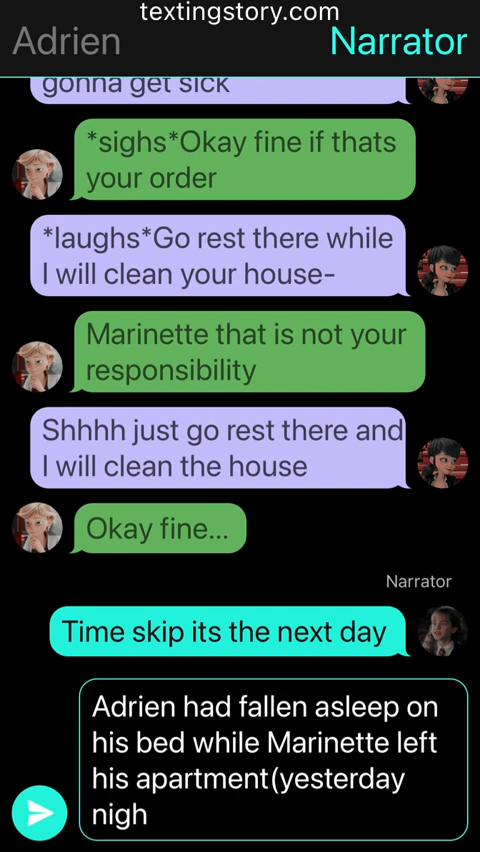 textingstory.com
Adrien
Narrator
gonna get sick
*sighs*Okay fine if thats
your order
*laughs*Go rest there while
I will clean your house-
Marinette that is not your
responsibility
Shhhh just go rest there and
I will clean the house
Okay fine...
Narrator
Time skip its the next day
Adrien had fallen asleep on
his bed while Marinette left
his apartment(yesterday
nigh